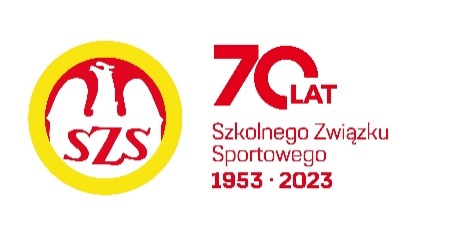 SZS
70
LAT
Szkolnego Związku
Sportowego
1953 · 2023